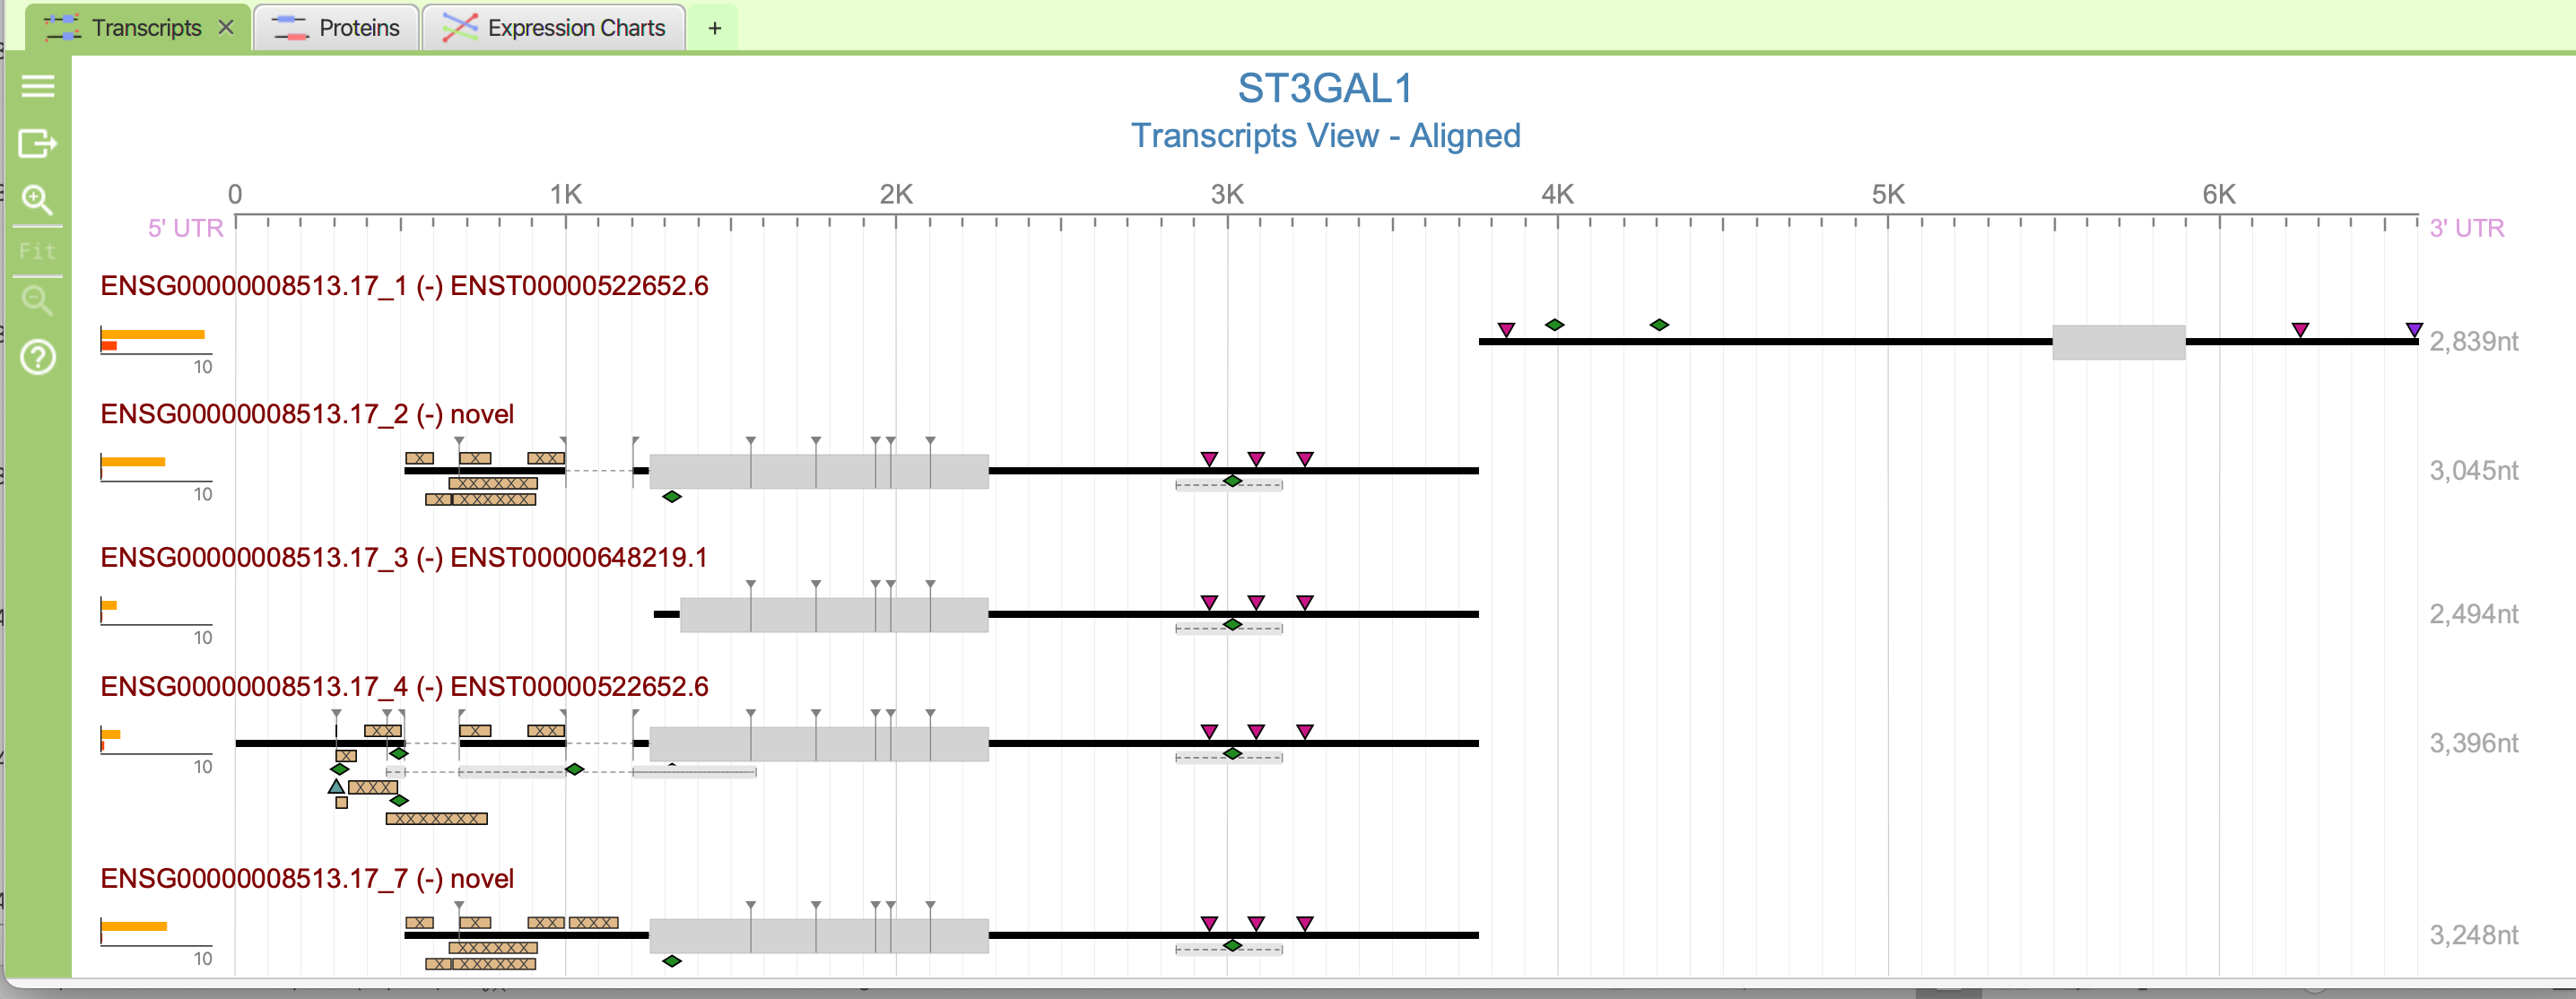 Transcripts Proteins Expression Charts +
ST3GAL1
Transcripts View - Aligned
0 1K 2K 3K 4K 5K 6K
5' UTR 3' UTR
Fit
ENSG00000008513.17_1 (-) ENST00000522652.6
2,839nt
10
ENSG00000008513.17_2 (-) novel
3,045nt
10
ENSG00000008513.17_3 (-) ENST00000648219.1
2,494nt
10
ENSG00000008513.17_4 (-) ENST00000522652.6
3,396nt
10
ENSG00000008513.17_7 (-) novel
3,248nt
10